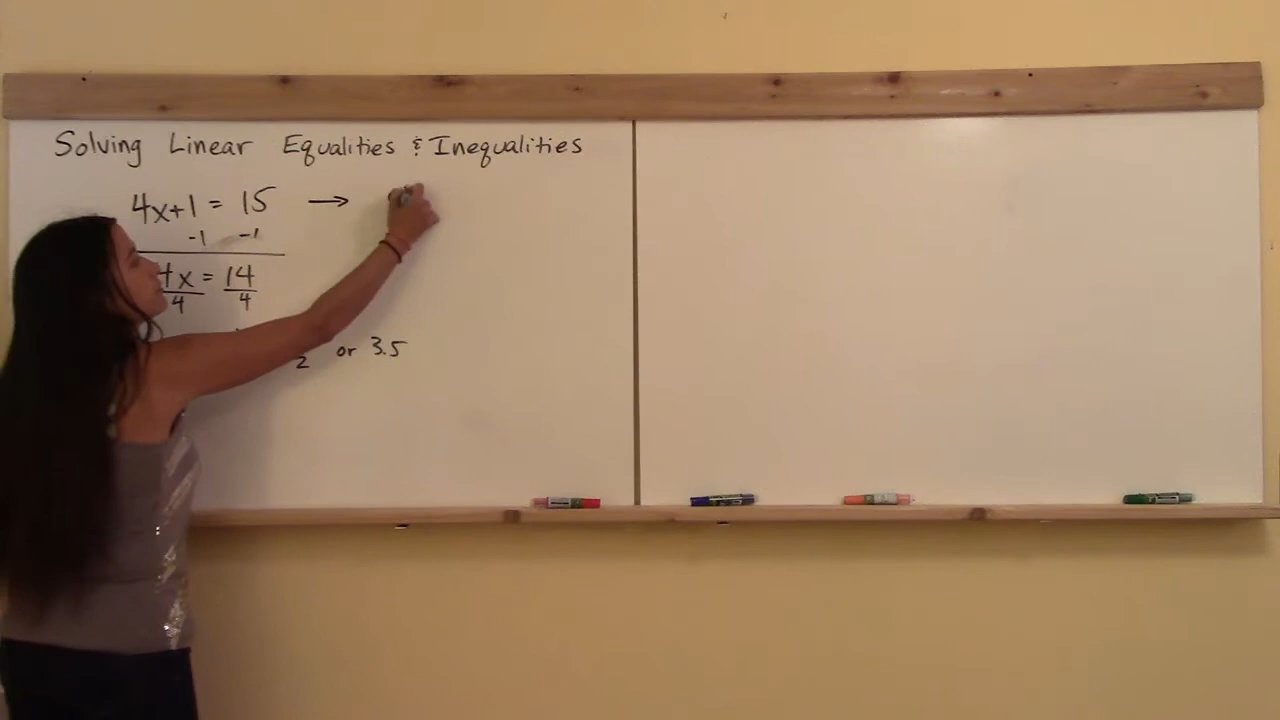 Solving Linear Equalities & Inequalities
4x+1 = 15 →
-1 -1
4x = 14
4 4
2 or 3.5